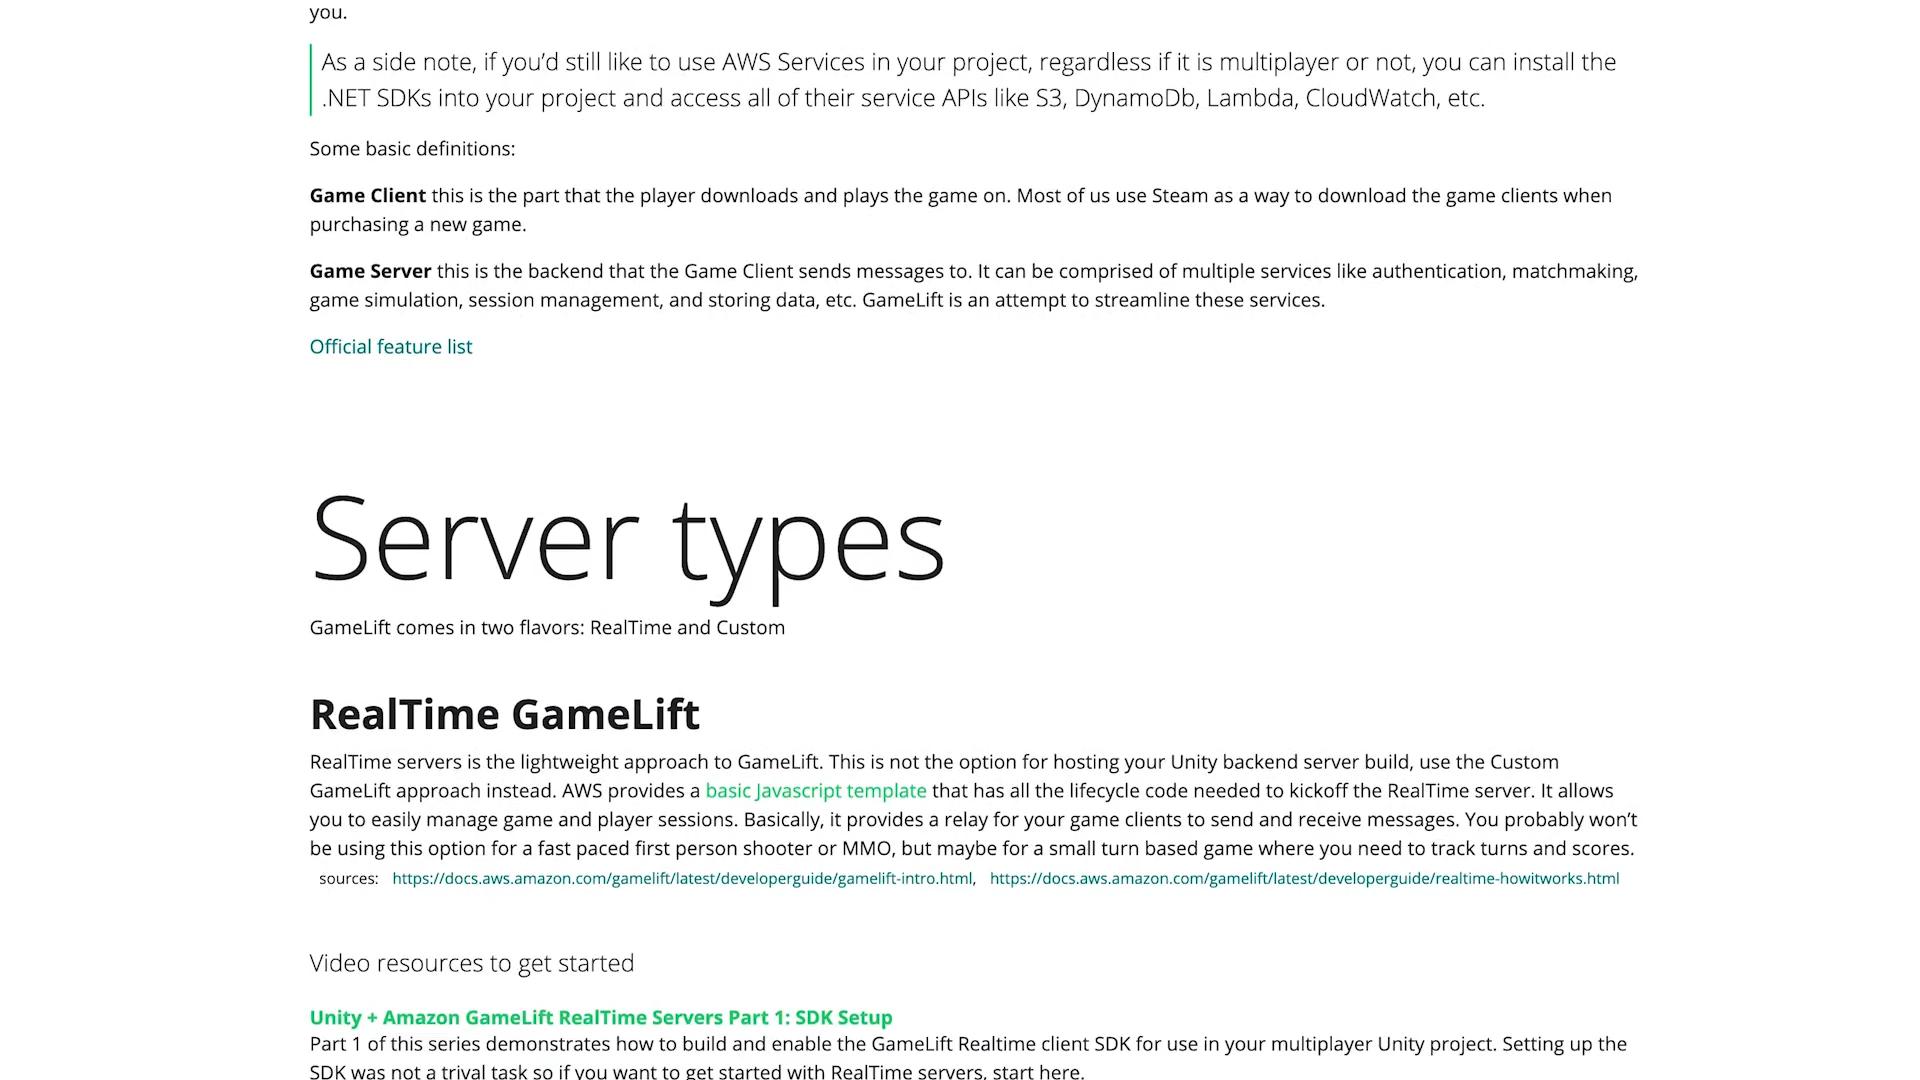 you.
As a side note, if you’d still like to use AWS Services in your project, regardless if it is multiplayer or not, you can install the
.NET SDKs into your project and access all of their service APIs like S3, DynamoDb, Lambda, CloudWatch, etc.
Some basic definitions:
Game Client this is the part that the player downloads and plays the game on. Most of us use Steam as a way to download the game clients when
purchasing a new game.
Game Server this is the backend that the Game Client sends messages to. It can be comprised of multiple services like authentication, matchmaking,
game simulation, session management, and storing data, etc. GameLift is an attempt to streamline these services.
Official feature list
Server types
GameLift comes in two flavors: RealTime and Custom
RealTime GameLift
RealTime servers is the lightweight approach to GameLift. This is not the option for hosting your Unity backend server build, use the Custom
GameLift approach instead. AWS provides a basic Javascript template that has all the lifecycle code needed to kickoff the RealTime server. It allows
you to easily manage game and player sessions. Basically, it provides a relay for your game clients to send and receive messages. You probably won’t
be using this option for a fast paced first person shooter or MMO, but maybe for a small turn based game where you need to track turns and scores.
sources: https://docs.aws.amazon.com/gamelift/latest/developerguide/gamelift-intro.html, https://docs.aws.amazon.com/gamelift/latest/developerguide/realtime-howitworks.html
Video resources to get started
Unity + Amazon GameLift RealTime Servers Part 1: SDK Setup
Part 1 of this series demonstrates how to build and enable the GameLift Realtime client SDK for use in your multiplayer Unity project. Setting up the
SDK was not a trival task so if you want to get started with RealTime servers, start here.